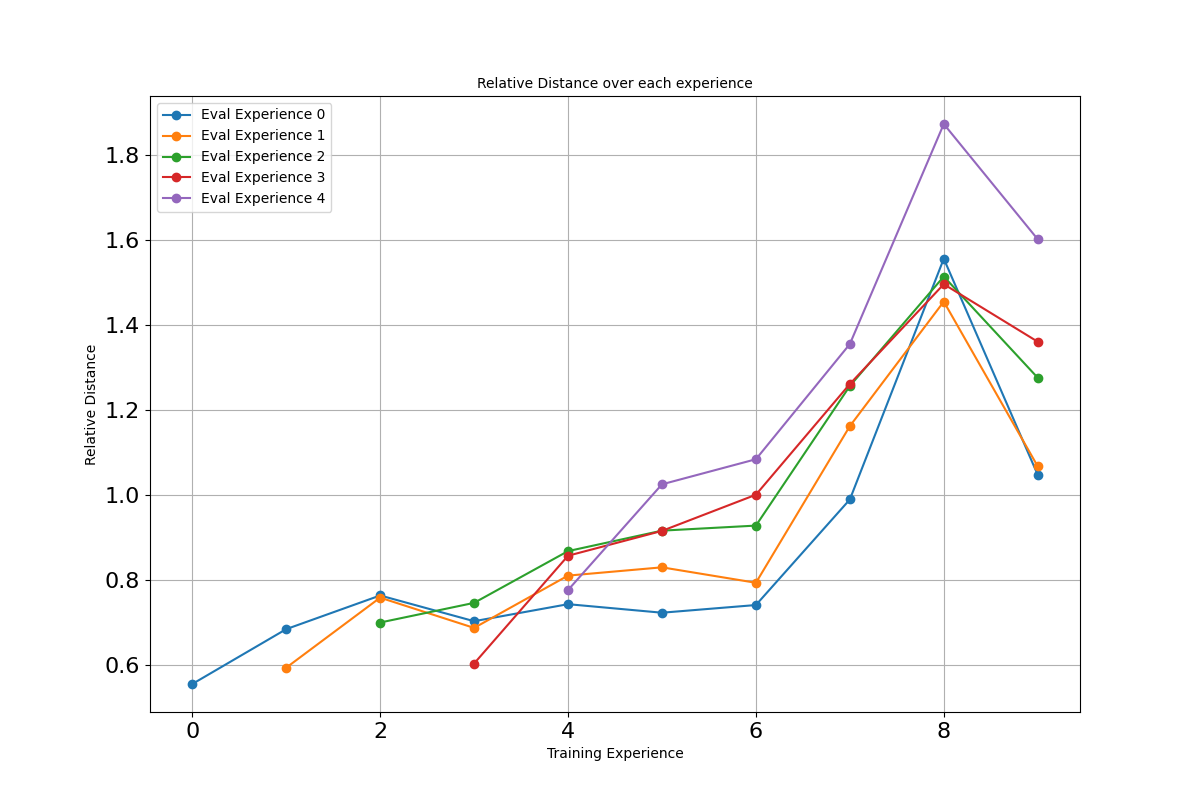 Relative Distance over each experience
Eval Experience 0
Eval Experience 1
Eval Experience 2
Eval Experience 3
Eval Experience 4
1.8
1.6
1.4
1.2
1.0
0.8
0.6
Relative Distance
0 2 4 6 8
Training Experience